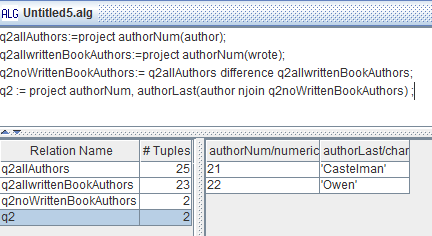 ALG Untitled5.alg
q2allAuthors:=project authorNum(author);
q2allwrittenBookAuthors:=project authorNum(wrote);
q2noWrittenBookAuthors:= q2allAuthors difference q2allwrittenBookAuthors;
q2 := project authorNum, authorLast(author njoin q2noWrittenBookAuthors) ;
Relation Name # Tuples authorNum/numeric authorLast/char
q2allAuthors 25 21 'Castelman'
q2allwrittenBookAuthors 23 22 'Owen'
q2noWrittenBookAuthors 2
q2 2